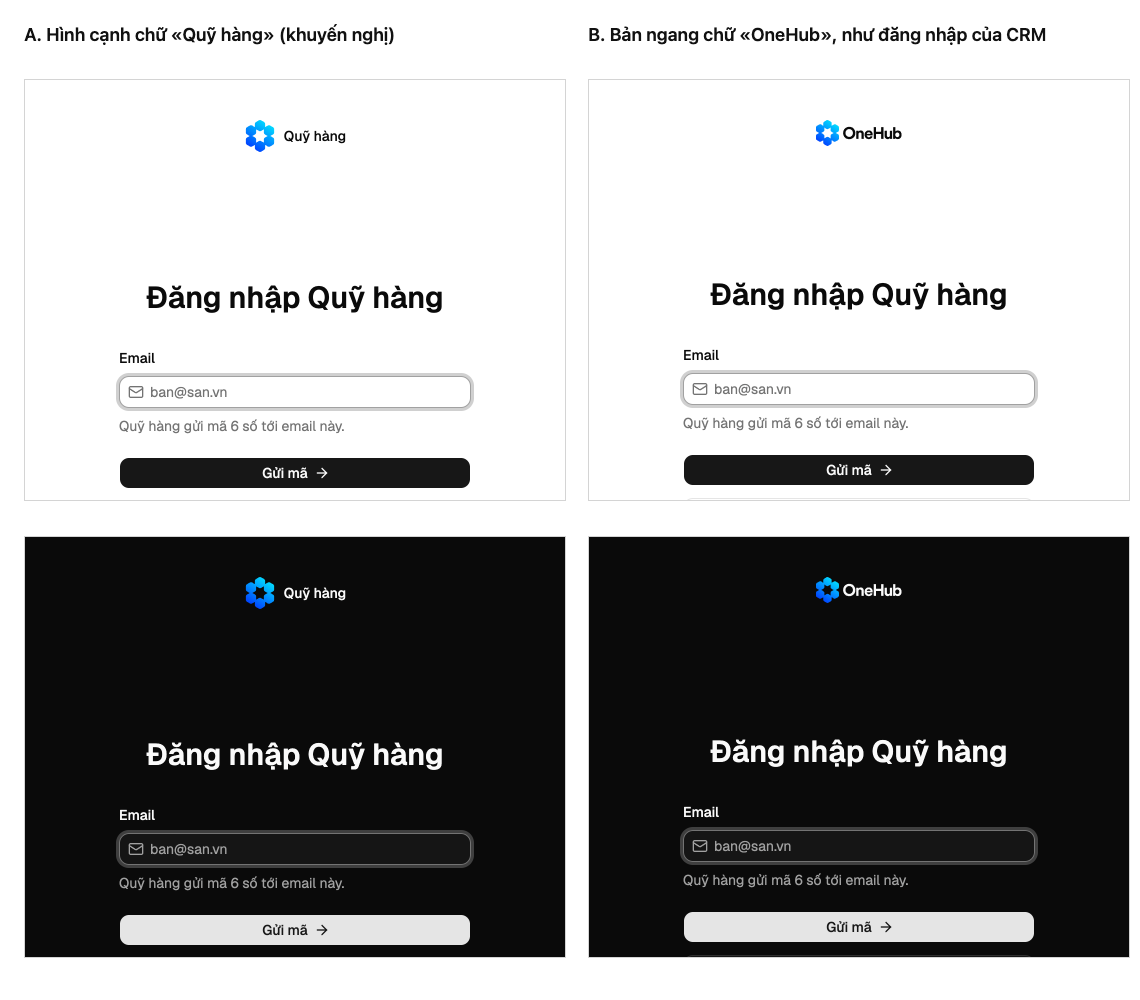 A. Hình cạnh chữ «Quỹ hàng» (khuyến nghị)
Quỹ hàng
Đăng nhập Quỹ hàng
Email
ban@san.vn
Quỹ hàng gửi mã 6 số tới email này.
Gửi mã →
B. Bản ngang chữ «OneHub», như đăng nhập của CRM
OneHub
Đăng nhập Quỹ hàng
Email
ban@san.vn
Quỹ hàng gửi mã 6 số tới email này.
Gửi mã →
Quỹ hàng
Đăng nhập Quỹ hàng
Email
ban@san.vn
Quỹ hàng gửi mã 6 số tới email này.
Gửi mã →
OneHub
Đăng nhập Quỹ hàng
Email
ban@san.vn
Quỹ hàng gửi mã 6 số tới email này.
Gửi mã →